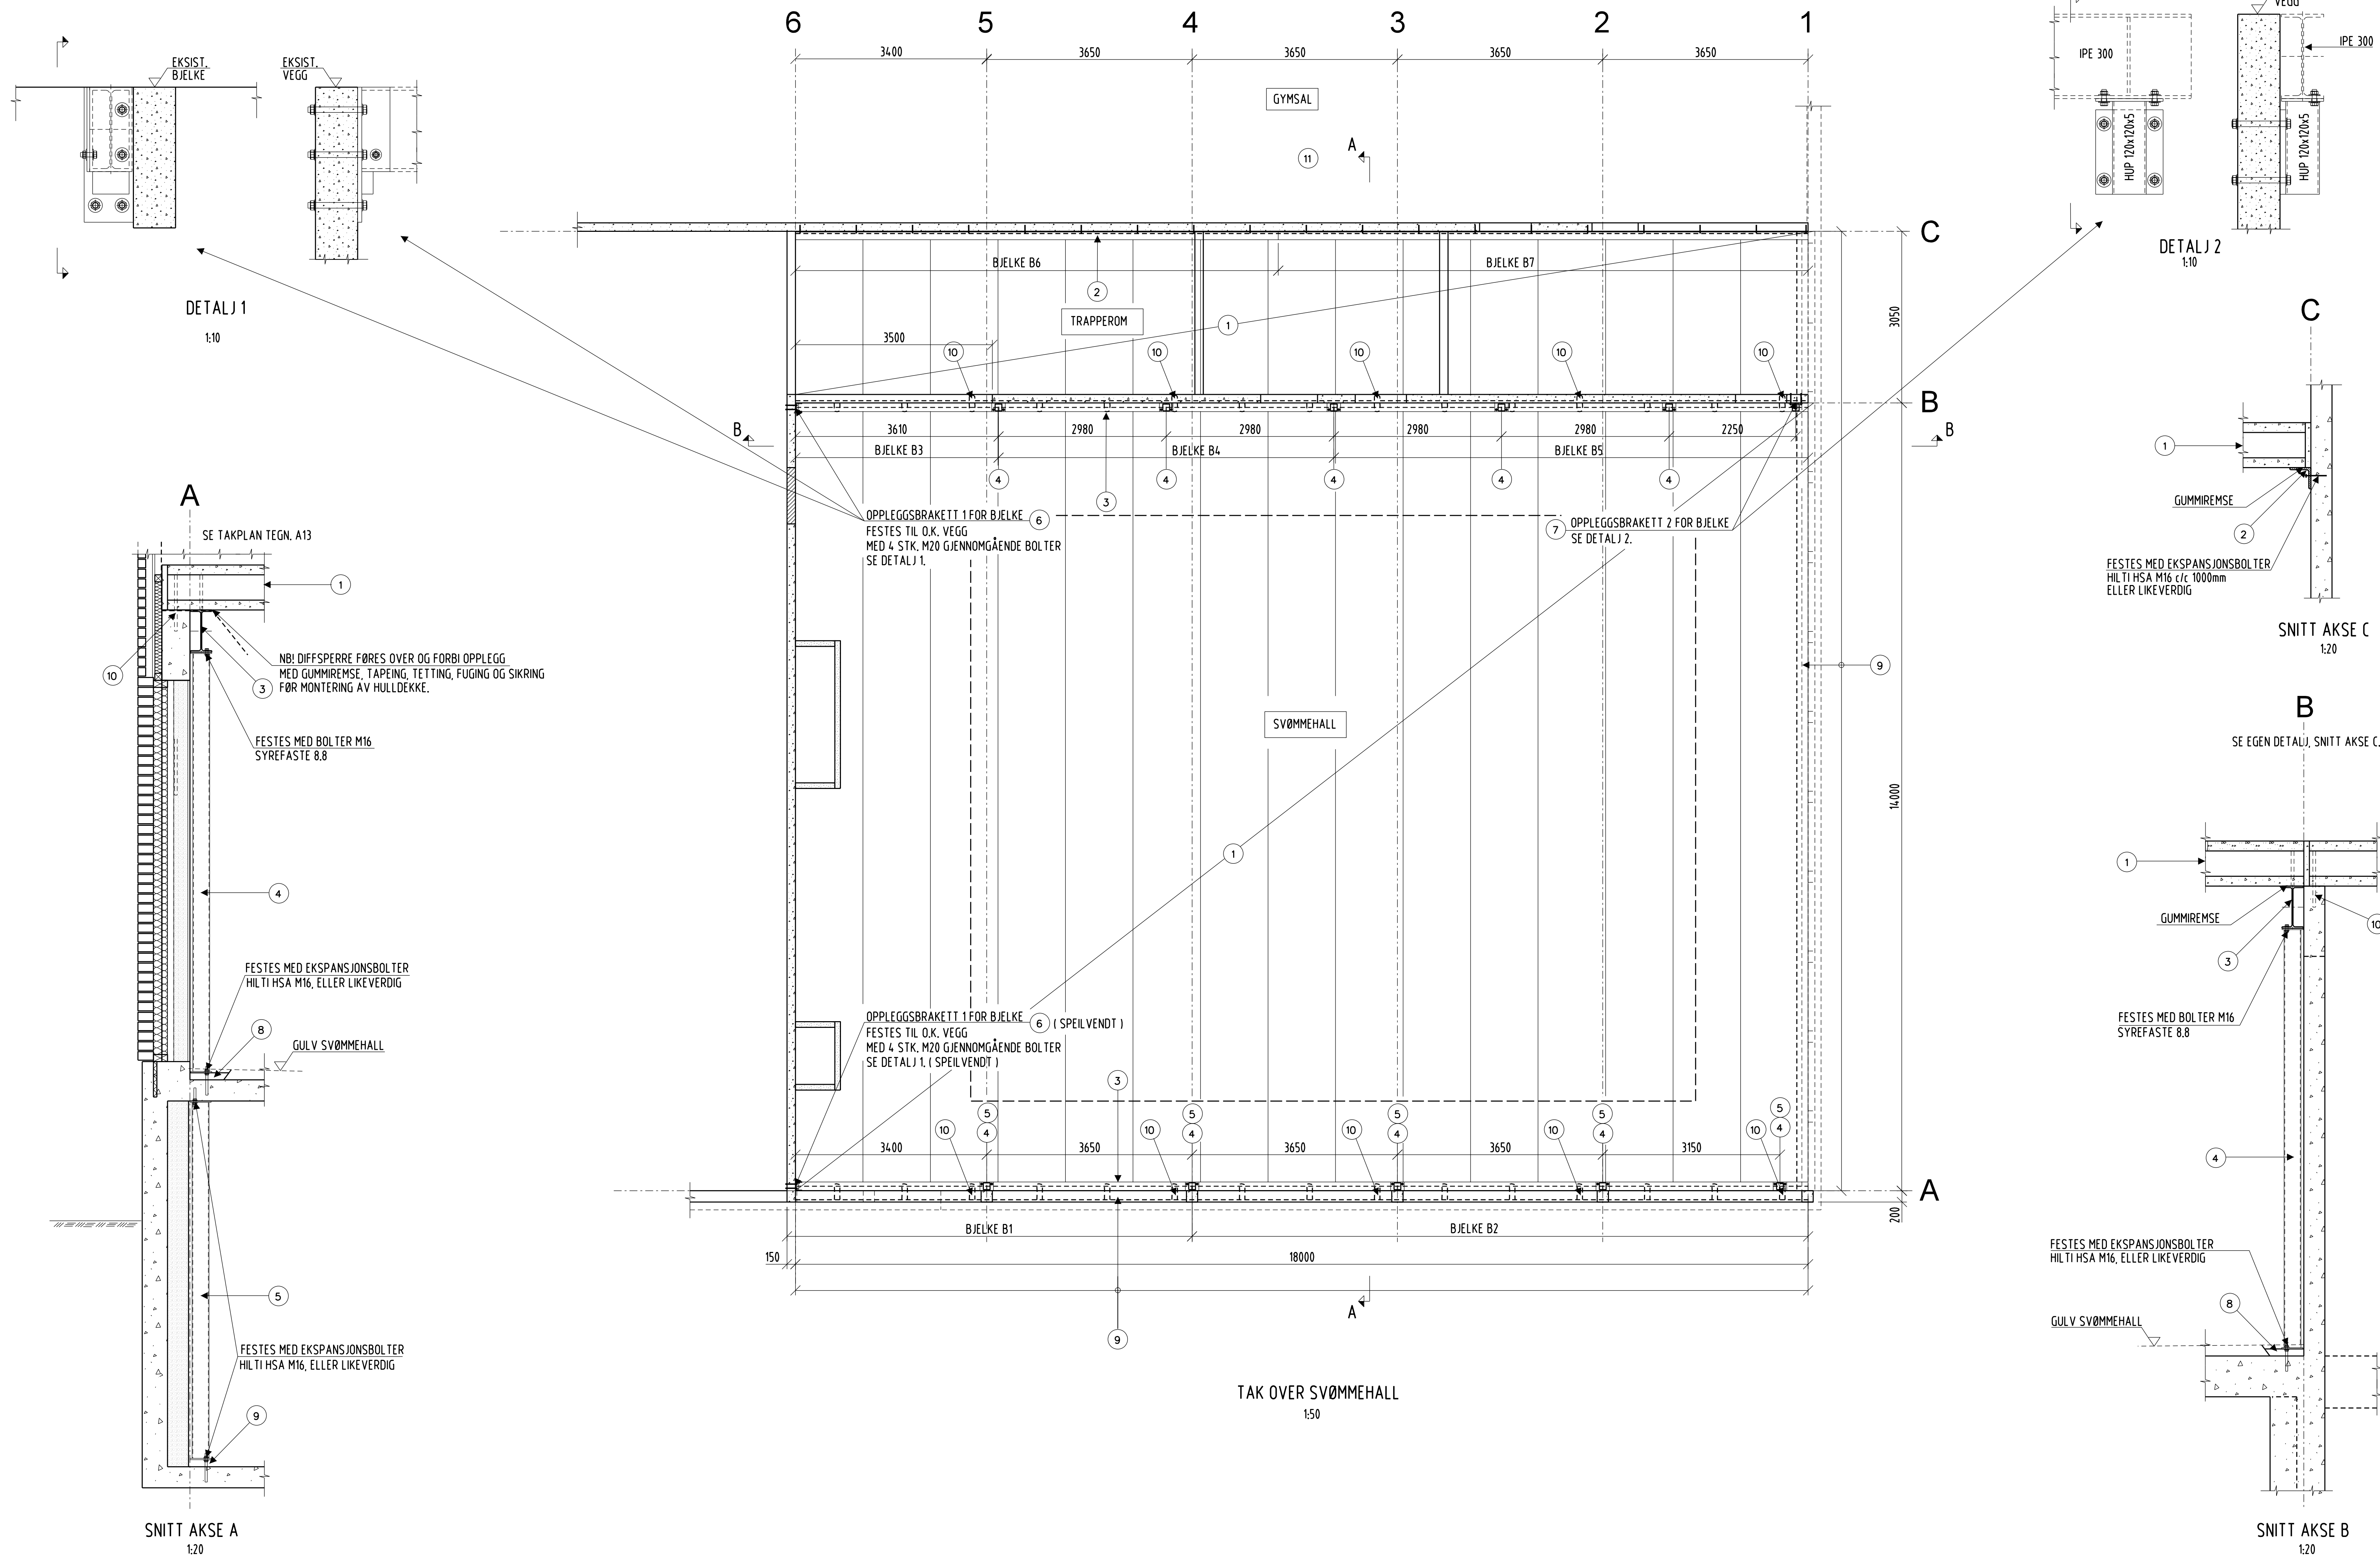 6
5
4
3
2
1
3400
3650
3650
3650
3650
EKSIST.
BJELKE
EKSIST.
VEGG
DETALJ 1
1:10
GYMSAL
11
A
VEGG
IPE 300
IPE 300
HUP 120x120x5
HUP 120x120x5
DETALJ 2
1:10
C
BJELKE B6
BJELKE B7
2
TRAPPEROM
1
3050
3500
10
10
10
10
10
B
B
B
3610
2980
2980
2980
2980
2250
BJELKE B3
BJELKE B4
BJELKE B5
4
4
4
4
4
3
OPPLEGGSBRAKETT 1 FOR BJELKE
6
FESTES TIL O.K. VEGG
MED 4 STK. M20 GJENNOMGÅENDE BOLTER
SE DETALJ 1.
7
OPPLEGGSBRAKETT 2 FOR BJELKE
SE DETALJ 2.
9
SVØMMEHALL
14000
1
OPPLEGGSBRAKETT 1 FOR BJELKE
6
( SPEILVENDT )
FESTES TIL O.K. VEGG
MED 4 STK. M20 GJENNOMGÅENDE BOLTER
SE DETALJ 1. ( SPEILVENDT )
3
5
5
5
5
5
4
4
4
4
4
10
10
10
10
10
3400
3650
3650
3650
3150
A
200
BJELKE B1
BJELKE B2
150
18000
A
9
TAK OVER SVØMMEHALL
1:50
A
SE TAKPLAN TEGN. A13
1
NB! DIFFSPERRE FØRES OVER OG FORBI OPPLEGG
MED GUMMIREMSE, TAPEING, TETTING, FUGING OG SIKRING
FØR MONTERING AV HULLDEKKE.
10
3
FESTES MED BOLTER M16
SYREFASTE 8.8
4
FESTES MED EKSPANSJONSBOLTER
HILTI HSA M16, ELLER LIKEVERDIG
8
GULV SVØMMEHALL
5
FESTES MED EKSPANSJONSBOLTER
HILTI HSA M16, ELLER LIKEVERDIG
9
SNITT AKSE A
1:20
C
1
GUMMIREMSE
2
FESTES MED EKSPANSJONSBOLTER
HILTI HSA M16 c/c 1000mm
ELLER LIKEVERDIG
SNITT AKSE C
1:20
B
SE EGEN DETALJ, SNITT AKSE C.
1
GUMMIREMSE
10
3
FESTES MED BOLTER M16
SYREFASTE 8.8
4
FESTES MED EKSPANSJONSBOLTER
HILTI HSA M16, ELLER LIKEVERDIG
8
GULV SVØMMEHALL
SNITT AKSE B
1:20